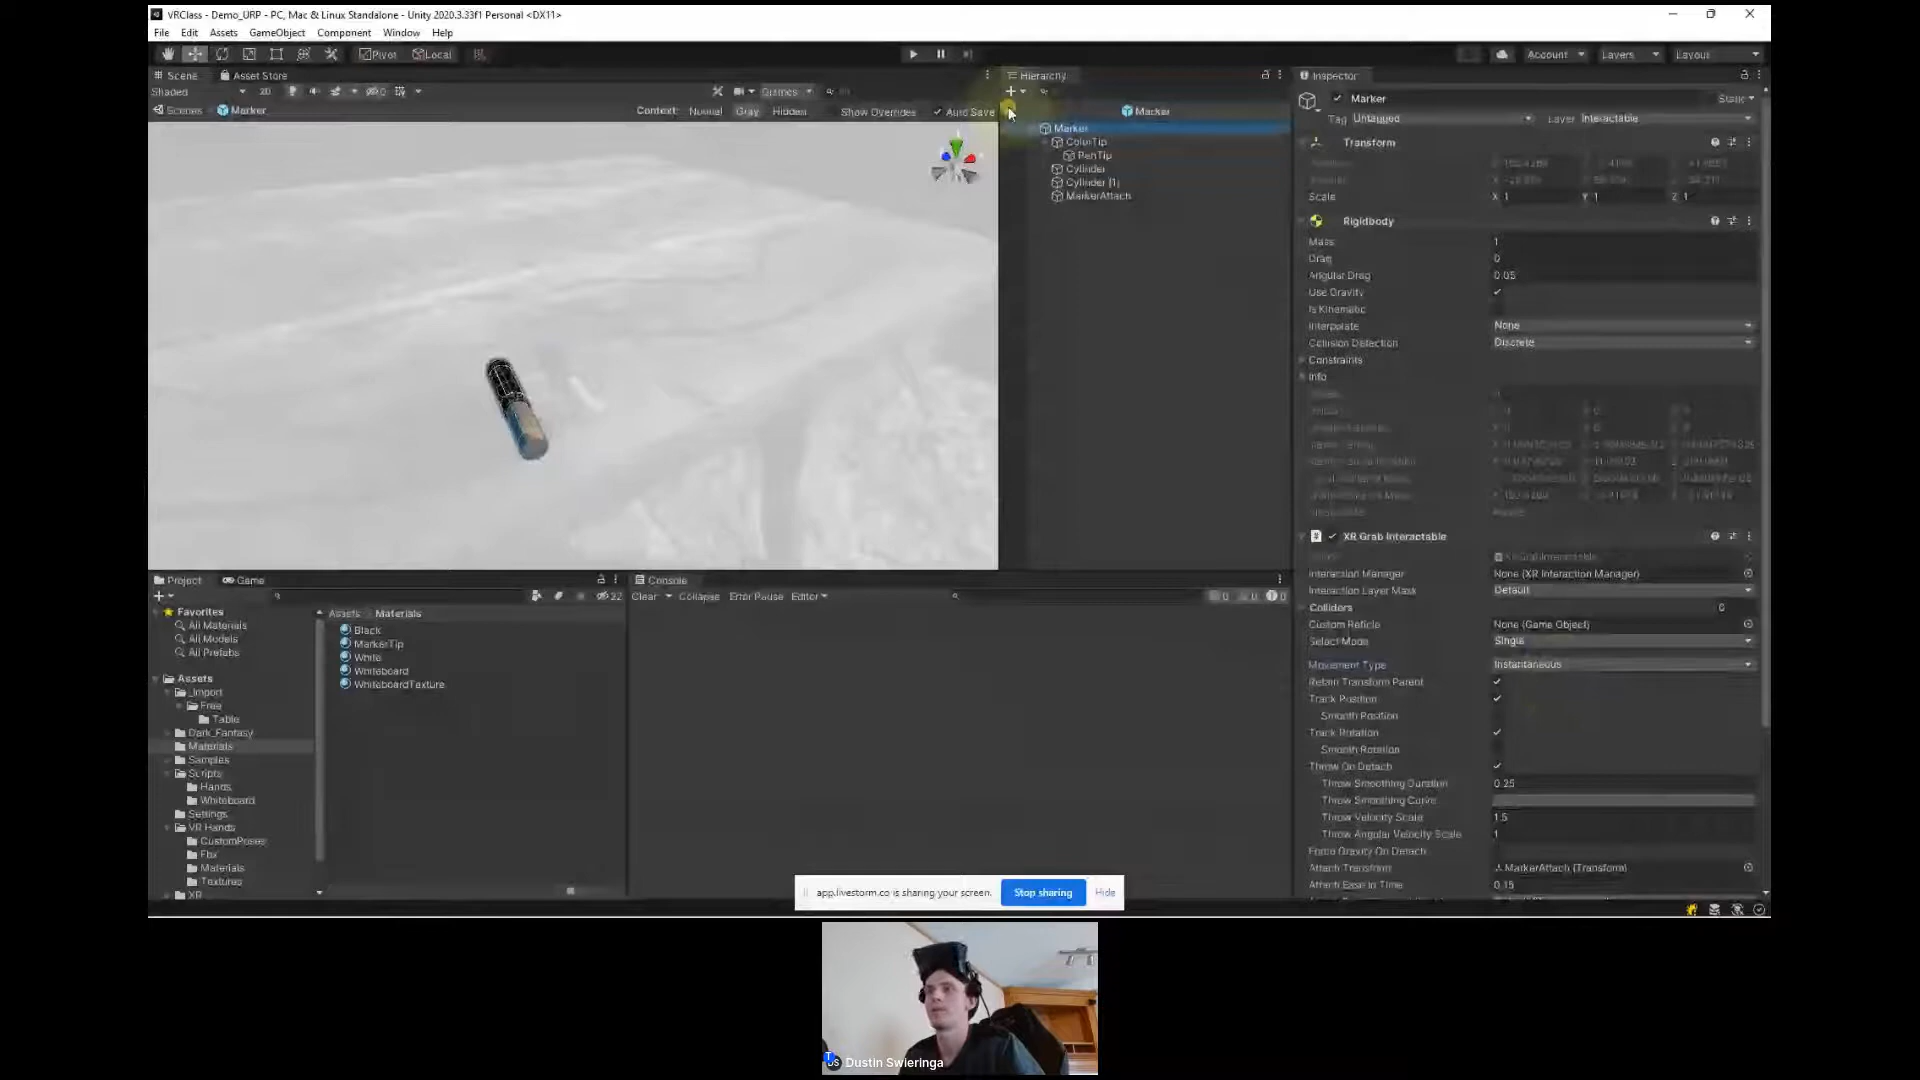 VRClass - Demo_URP - PC, Mac & Linux Standalone - Unity 2020.3.33f1 Personal <DX11>
File Edit Assets GameObject Component Window Help
Pivot Local
Account Layers Layout
Scene Asset Store
Shaded 2D 0 Gizmos
Scenes Marker
Context: Normal Gray Hidden Show Overrides Auto Save
Hierarchy
Marker
Marker
ColorTip
PenTip
Cylinder
Cylinder (1)
MarkerAttach
Inspector
Marker Static
Tag Untagged Layer Interactable
Transform
Scale X 1 Y 1 Z 1
Rigidbody
Mass 1
Drag 0
Angular Drag 0.05
Use Gravity
Is Kinematic
Interpolate None
Collision Detection Discrete
Constraints
Info
XR Grab Interactable
Interaction Manager None (XR Interaction Manager)
Interaction Layer Mask Default
Colliders
Custom Reticle None (Game Object)
Select Mode Single
Movement Type Instantaneous
Retain Transform Parent
Track Position
Smooth Position
Track Rotation
Smooth Rotation
Throw On Detach
Throw Smoothing Duration 0.25
Throw Smoothing Curve
Throw Velocity Scale 1.5
Throw Angular Velocity Scale 1
Force Gravity On Detach
Attach Transform MarkerAttach (Transform)
Attach Ease In Time 0.15
Project Game
22
Favorites
All Materials
All Models
All Prefabs
Assets
_Import
Free
Table
Dark_Fantasy
Materials
Samples
Scripts
Hands
Whiteboard
Settings
VR Hands
CustomPoses
Fbx
Materials
Textures
XR
Assets Materials
Black
MarkerTip
White
Whiteboard
WhiteboardTexture
Console
Clear Collapse Error Pause Editor
0 0 0
app.livestorm.co is sharing your screen. Stop sharing Hide
Dustin Swieringa